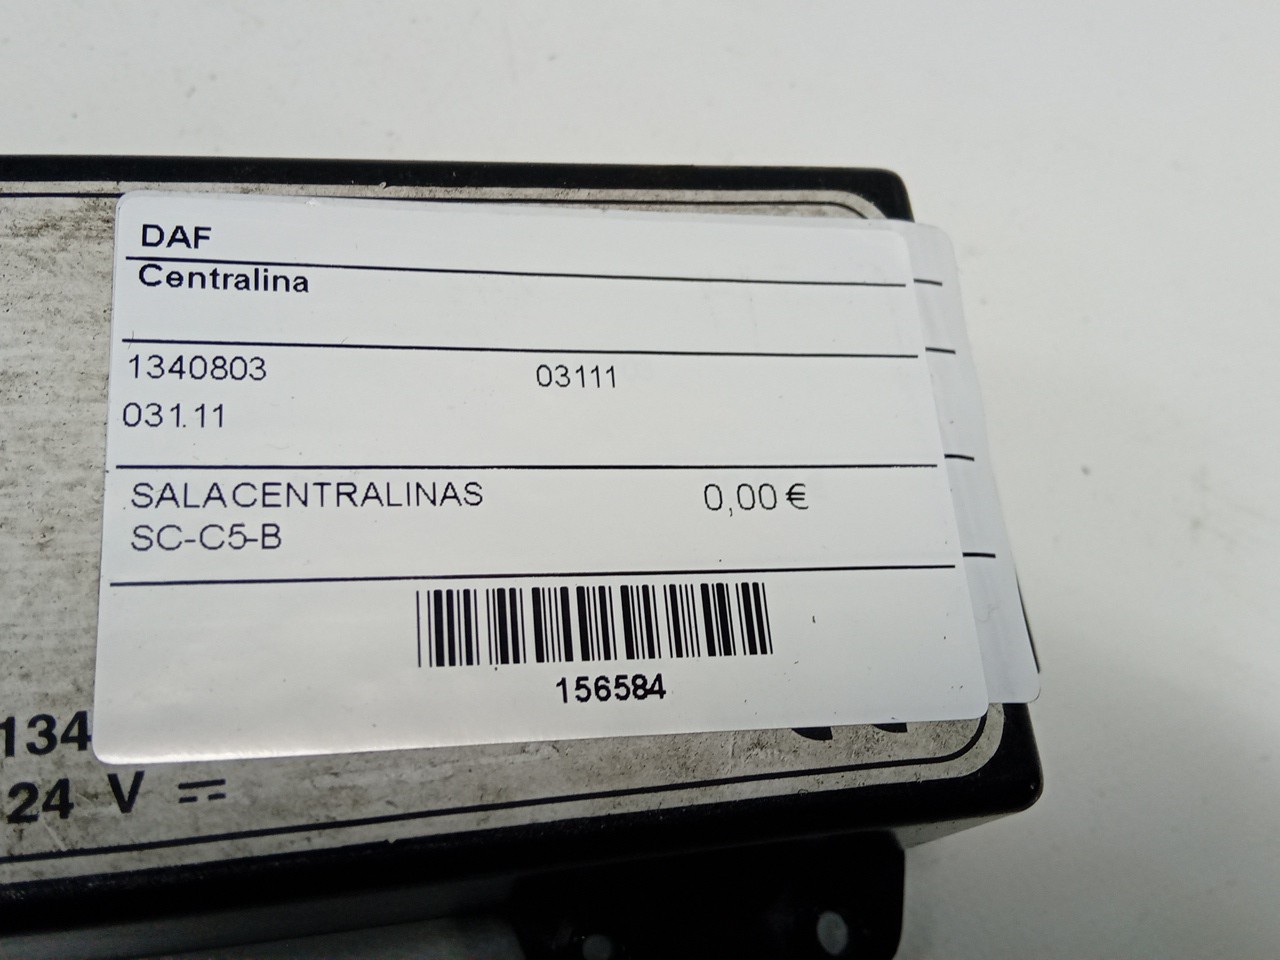 DAF
Centralina
1340803 03111
031.11
SALACENTRALINAS 0,00 €
SC-C5-B
156584
134
24 V